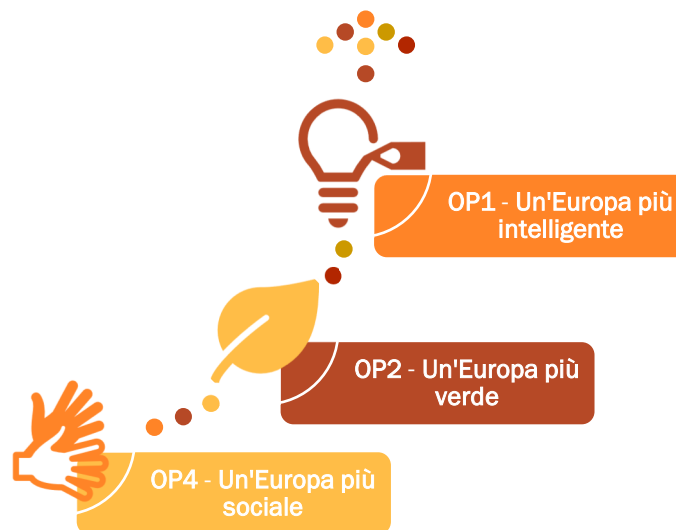 OP1 - Un'Europa più
intelligente
OP2 - Un'Europa più
verde
OP4 - Un'Europa più
sociale